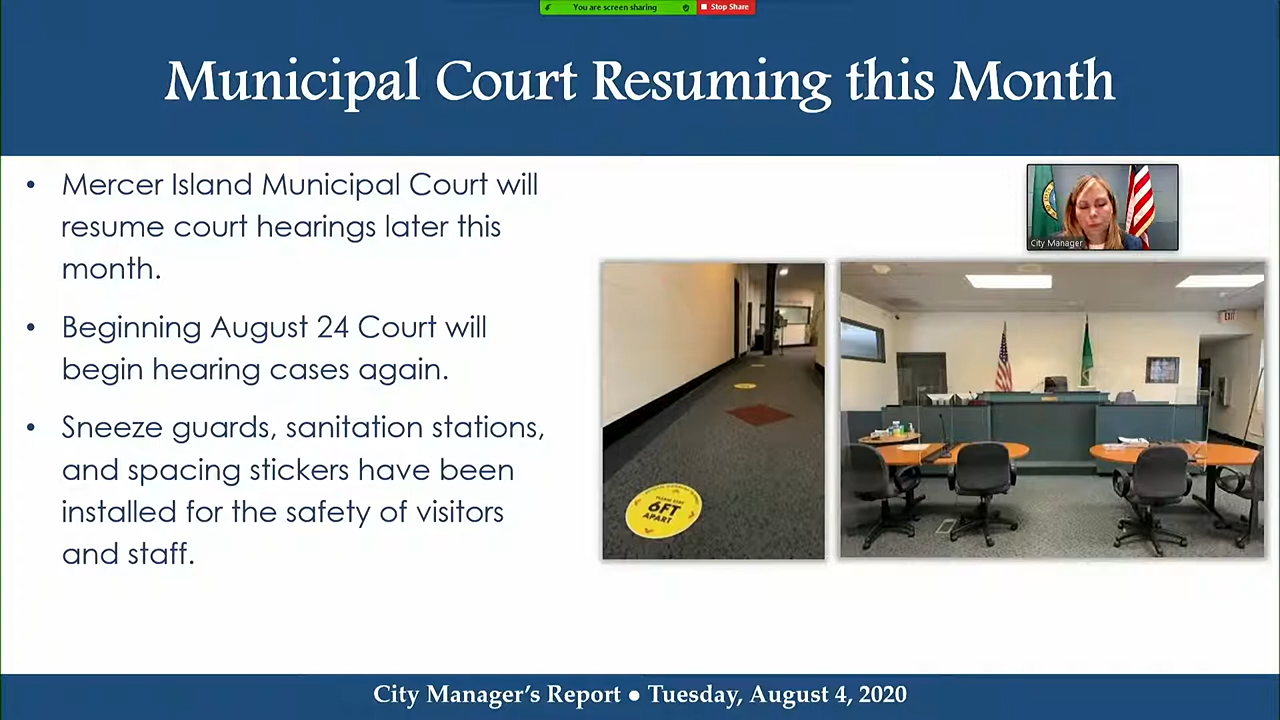 You are screen sharing
Stop Share
Municipal Court Resuming this Month
• Mercer Island Municipal Court will
resume court hearings later this
month.
• Beginning August 24 Court will
begin hearing cases again.
• Sneeze guards, sanitation stations,
and spacing stickers have been
installed for the safety of visitors
and staff.
City Manager
PLEASE STAY
6FT
APART
EXIT
City Manager's Report ● Tuesday, August 4, 2020